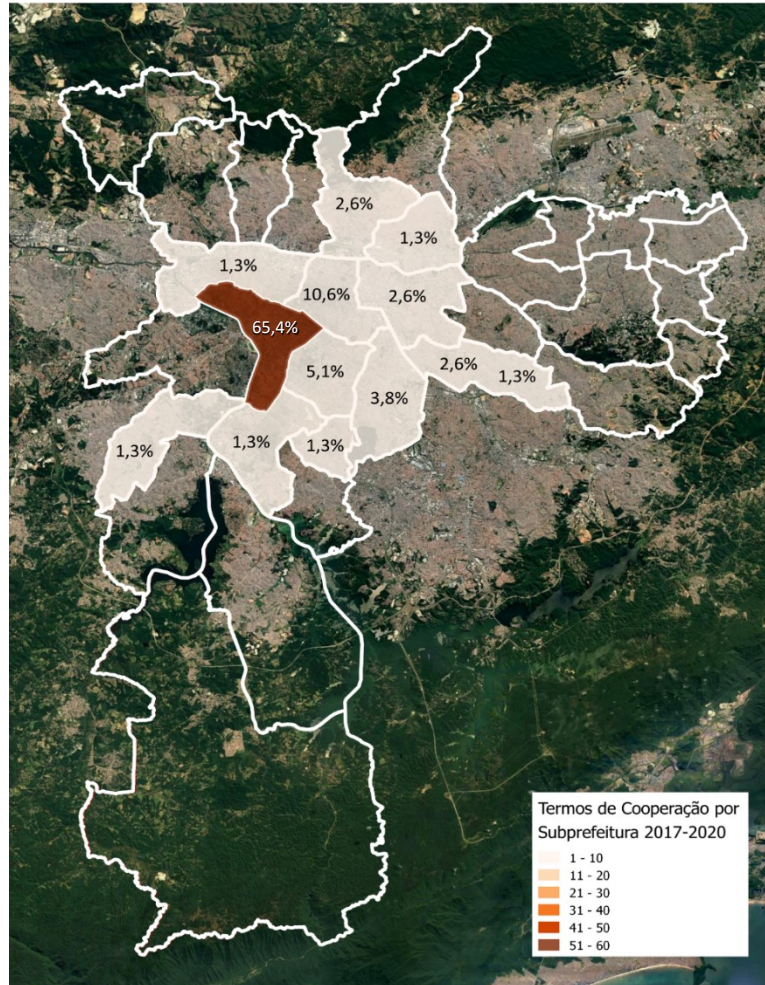 2,6%
1,3%
1,3%
10,6%
2,6%
65,4%
5,1%
2,6%
1,3%
3,8%
1,3%
1,3%
1,3%
Termos de Cooperação por
Subprefeitura 2017-2020
1 - 10
11 - 20
21 - 30
31 - 40
41 - 50
51 - 60